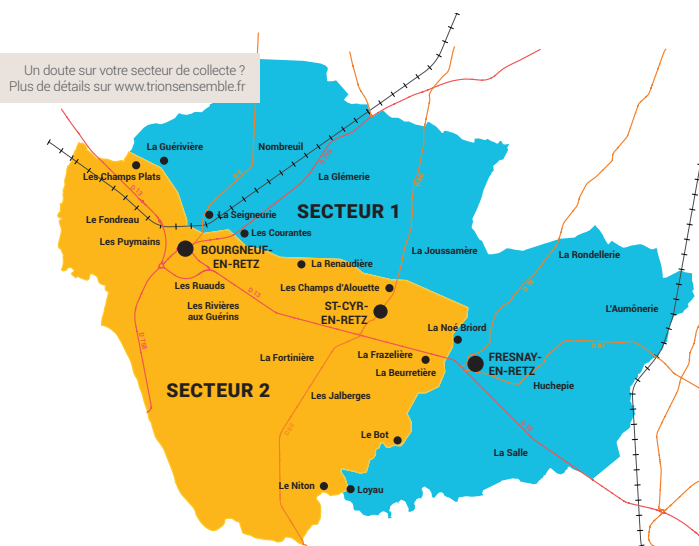 Un doute sur votre secteur de collecte ?
Plus de détails sur www.trionsensemble.fr
La Guérivière
Nombreuil
Les Champs Plats
La Glémerie
D.13
Le Fondreau
La Seigneurie
SECTEUR 1
Les Courantes
Les Puymains
BOURGNEUF-
EN-RETZ
La Joussamère
La Rondellerie
La Renaudière
Les Ruauds
Les Champs d'Alouette
D.13
Les Rivières
aux Guérins
ST-CYR-
EN-RETZ
L'Aumônerie
La Noé Briord
D.758
La Fortinière
La Frazelière
FRESNAY-
EN-RETZ
La Beurretière
Huchepie
SECTEUR 2
Les Jalberges
Le Bot
La Salle
Le Niton
Loyau